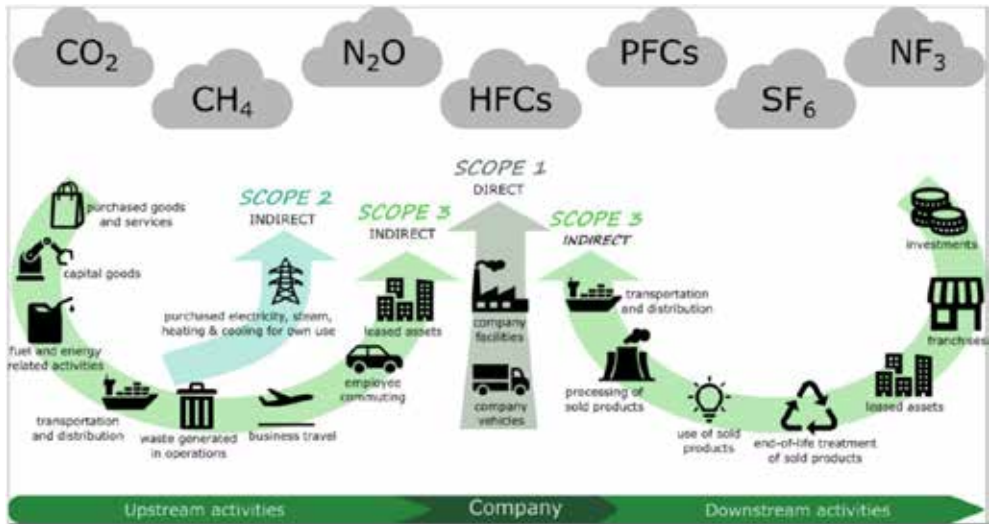 CO₂
N₂O
PFCs
NF₃
CH₄
HFCs
SF₆
SCOPE 1
DIRECT
SCOPE 2
INDIRECT
SCOPE 3
INDIRECT
SCOPE 3
INDIRECT
purchased goods
and services
capital goods
fuel and energy
related activities
transportation
and distribution
waste generated
in operations
business travel
employee
commuting
leased assets
purchased electricity, steam,
heating & cooling for own use
company
facilities
company
vehicles
transportation
and distribution
processing of
sold products
use of sold
products
end-of-life treatment
of sold products
leased assets
franchises
investments
Upstream activities
Company
Downstream activities